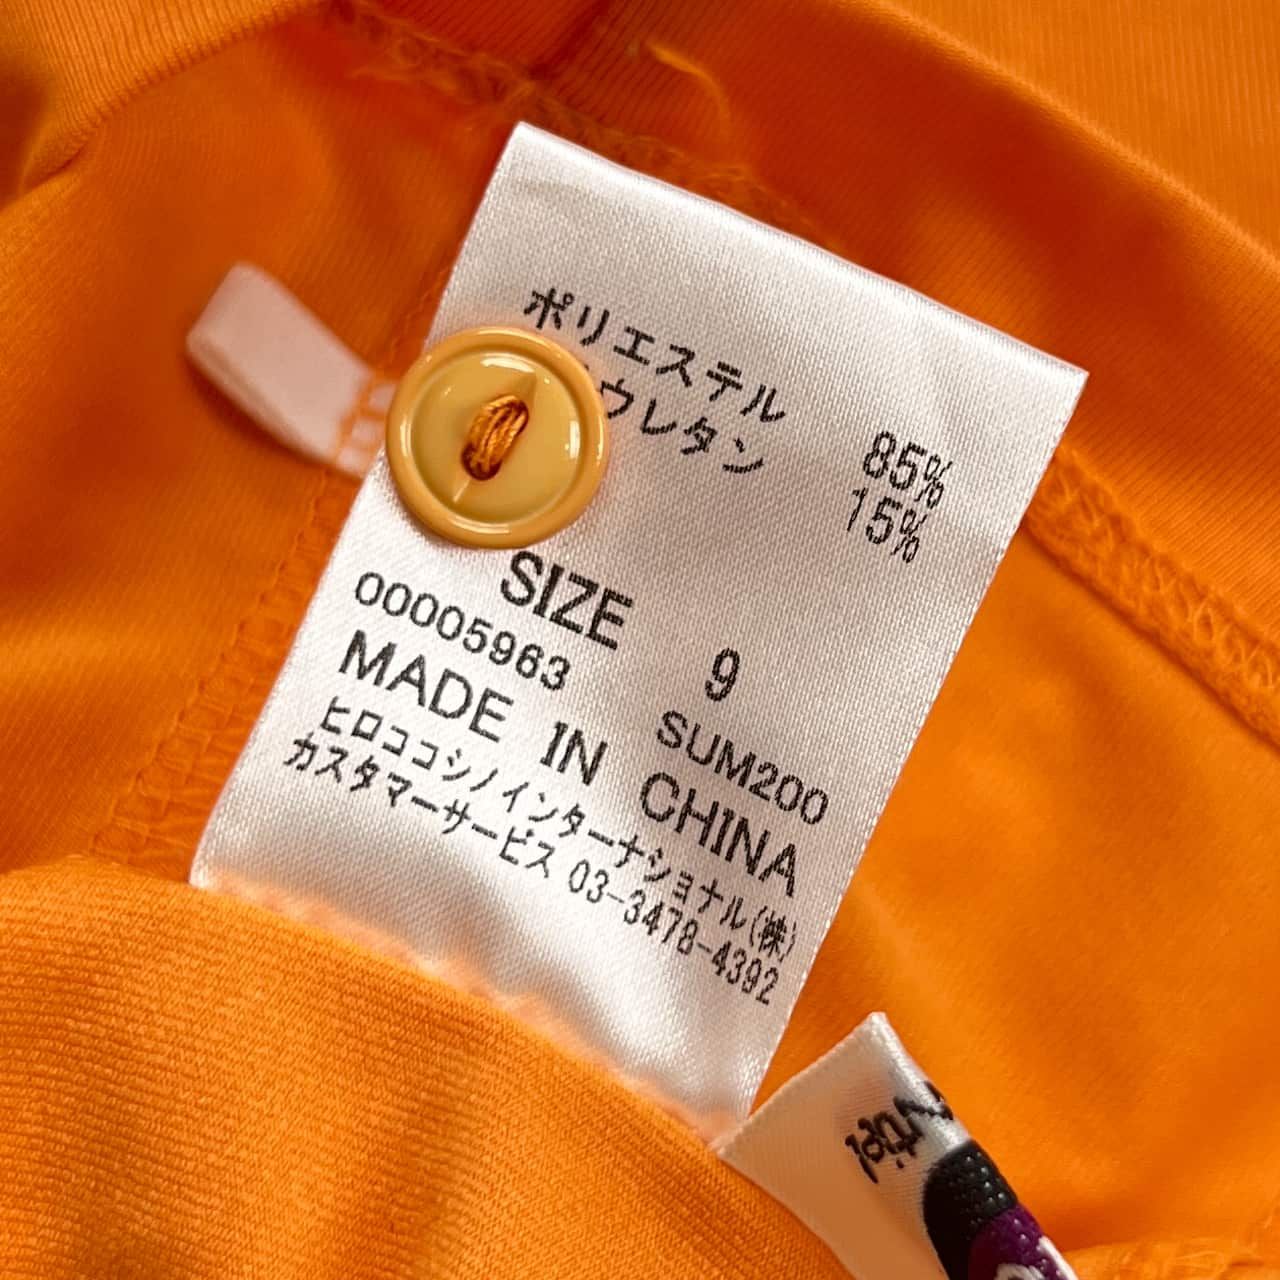 ポリエステル 85%
ウレタン 15%
SIZE 9
00005963 SUM200
MADE IN CHINA
ヒロココシノインターナショナル(株)
カスタマーサービス 03-3478-4392